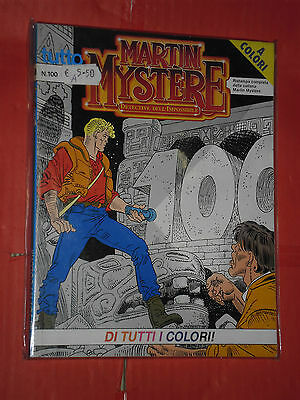 tutto
N.100
€ 5-50
MARTIN
MYSTERE
DETECTIVE DELL'IMPOSSIBILE
A
COLORI
Ristampa completa
della collana
Martin Mystère
100
DI TUTTI I COLORI!